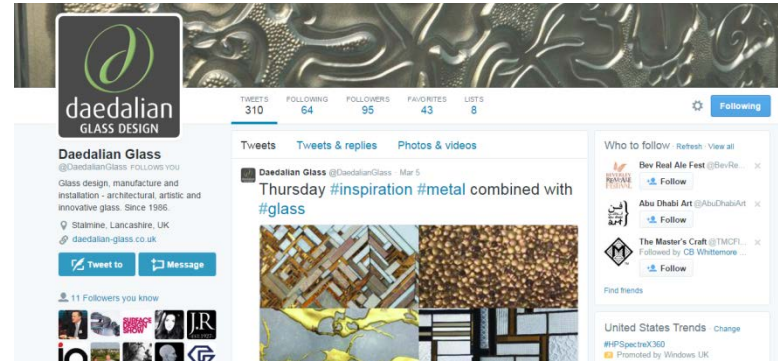 daedalian
GLASS DESIGN
TWEETS FOLLOWING FOLLOWERS FAVORITES LISTS
310 64 95 43 8
Following
Daedalian Glass
@DaedalianGlass FOLLOWS YOU
Glass design, manufacture and
installation - architectural, artistic and
innovative glass. Since 1986.
Stalmine, Lancashire, UK
daedalian-glass.co.uk
Tweet to Message
11 Followers you know
SURFACE
DESIGN
SHOW
J.R
Tweets Tweets & replies Photos & videos
Daedalian Glass @DaedalianGlass · Mar 5
Thursday #inspiration #metal combined with
#glass
Who to follow · Refresh · View all
Bev Real Ale Fest @BevRe...
Follow
Abu Dhabi Art @AbuDhabiArt
Follow
The Master's Craft @TMCFl...
Followed by CB Whittemore ...
Follow
Find friends
United States Trends · Change
#HPSpectreX360
Promoted by Windows UK